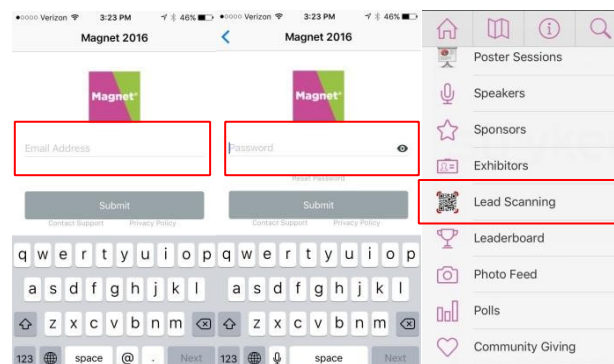 ●○○○○ Verizon 3:23 PM 46%
Magnet 2016
Magnet®
Email Address
Submit
Contact Support Privacy Policy
q w e r t y u i o p
a s d f g h j k l
z x c v b n m
123 space @ . Next
●○○○○ Verizon 3:23 PM 46%
Magnet 2016
Magnet®
Password
Reset Password
Submit
Contact Support Privacy Policy
q w e r t y u i o p
a s d f g h j k l
z x c v b n m
123 space Next
Poster Sessions
Speakers
Sponsors
Exhibitors
Lead Scanning
Leaderboard
Photo Feed
Polls
Community Giving